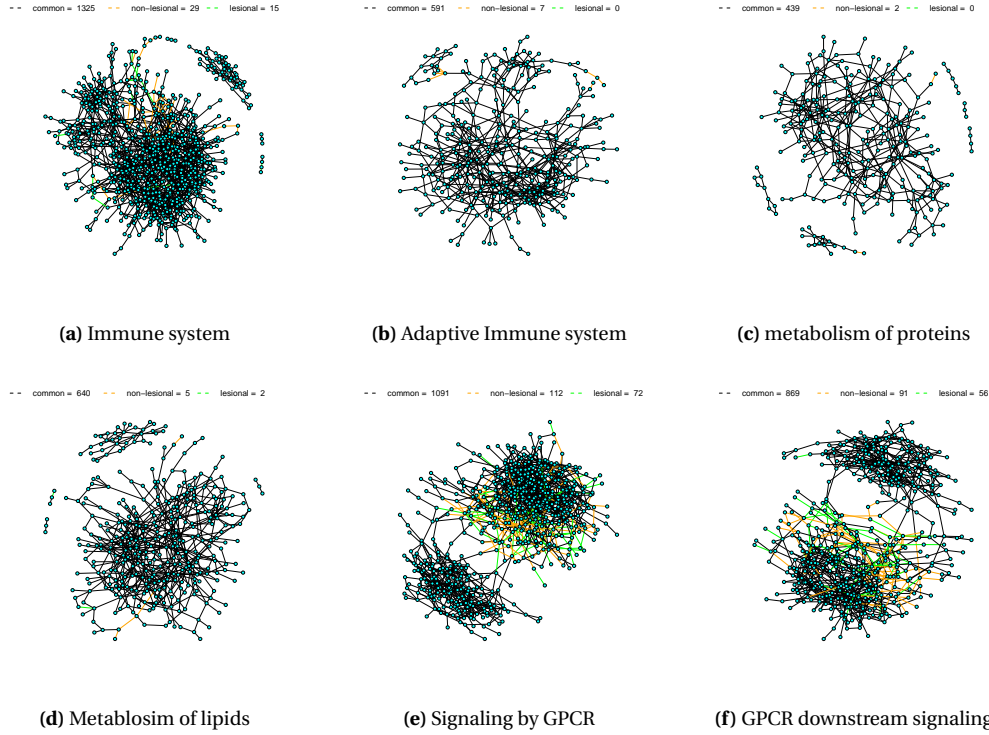 common = 1325 non−lesional = 29 lesional = 15
common = 591 non−lesional = 7 lesional = 0
common = 439 non−lesional = 2 lesional = 0
(a) Immune system
(b) Adaptive Immune system
(c) metabolism of proteins
common = 640 non−lesional = 5 lesional = 2
common = 1091 non−lesional = 112 lesional = 72
common = 869 non−lesional = 91 lesional = 56
(d) Metablosim of lipids
(e) Signaling by GPCR
(f) GPCR downstream signaling